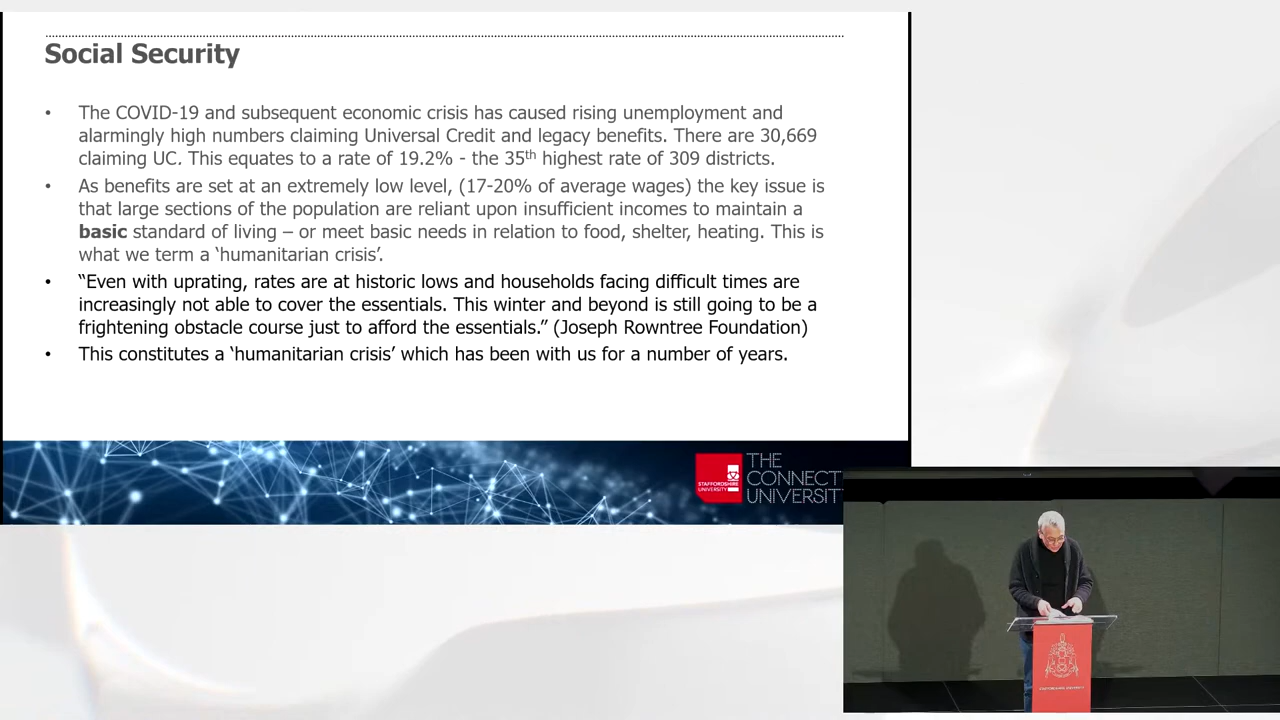 Social Security
• The COVID-19 and subsequent economic crisis has caused rising unemployment and
alarmingly high numbers claiming Universal Credit and legacy benefits. There are 30,669
claiming UC. This equates to a rate of 19.2% - the 35th highest rate of 309 districts.
• As benefits are set at an extremely low level, (17-20% of average wages) the key issue is
that large sections of the population are reliant upon insufficient incomes to maintain a
basic standard of living – or meet basic needs in relation to food, shelter, heating. This is
what we term a ‘humanitarian crisis’.
• “Even with uprating, rates are at historic lows and households facing difficult times are
increasingly not able to cover the essentials. This winter and beyond is still going to be a
frightening obstacle course just to afford the essentials.” (Joseph Rowntree Foundation)
• This constitutes a ‘humanitarian crisis’ which has been with us for a number of years.
STAFFORDSHIRE
UNIVERSITY
THE
CONNECT
UNIVERSIT
STAFFORDSHIRE UNIVERSITY